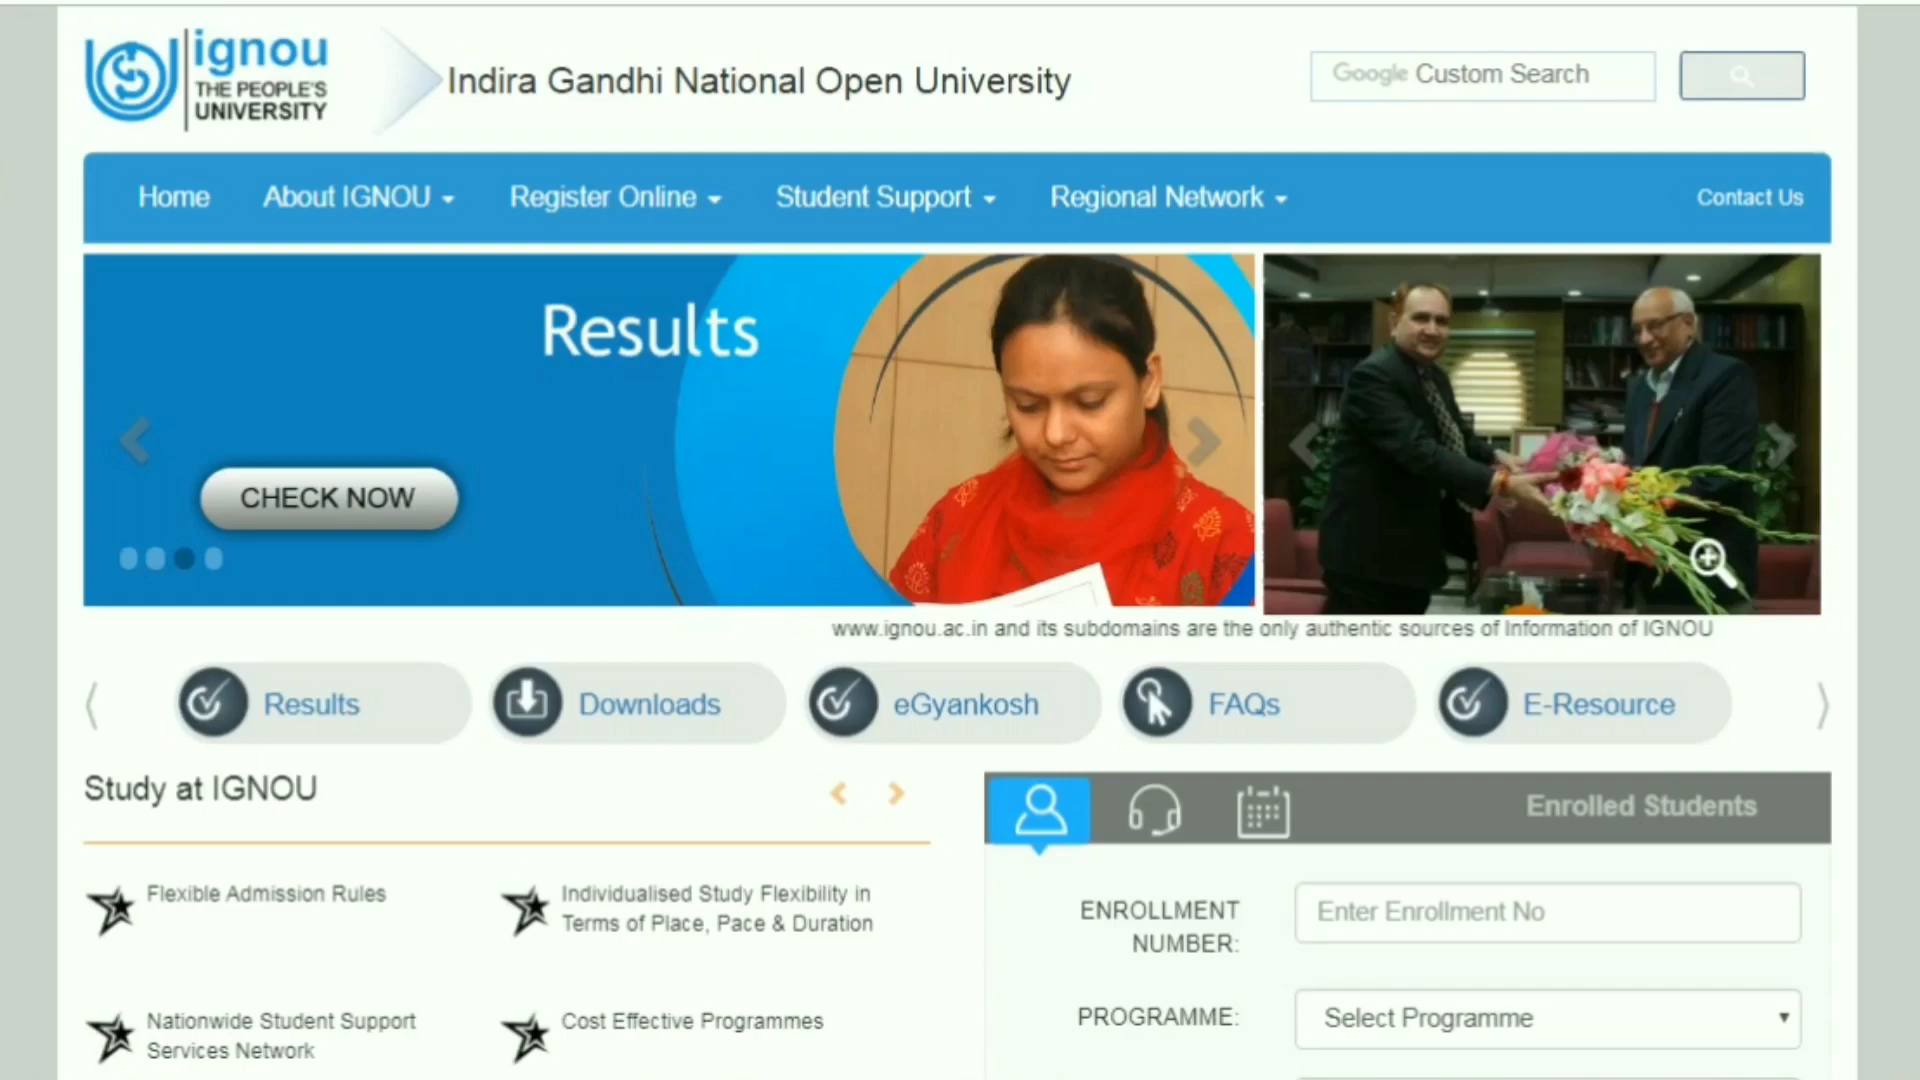 ignou
THE PEOPLE'S
UNIVERSITY
Indira Gandhi National Open University
Google Custom Search
Home
About IGNOU
Register Online
Student Support
Regional Network
Contact Us
Results
CHECK NOW
www.ignou.ac.in and its subdomains are the only authentic sources of Information of IGNOU
Results
Downloads
eGyankosh
FAQs
E-Resource
Study at IGNOU
Enrolled Students
Flexible Admission Rules
Individualised Study Flexibility in
Terms of Place, Pace & Duration
Nationwide Student Support
Services Network
Cost Effective Programmes
ENROLLMENT
NUMBER:
Enter Enrollment No
PROGRAMME:
Select Programme